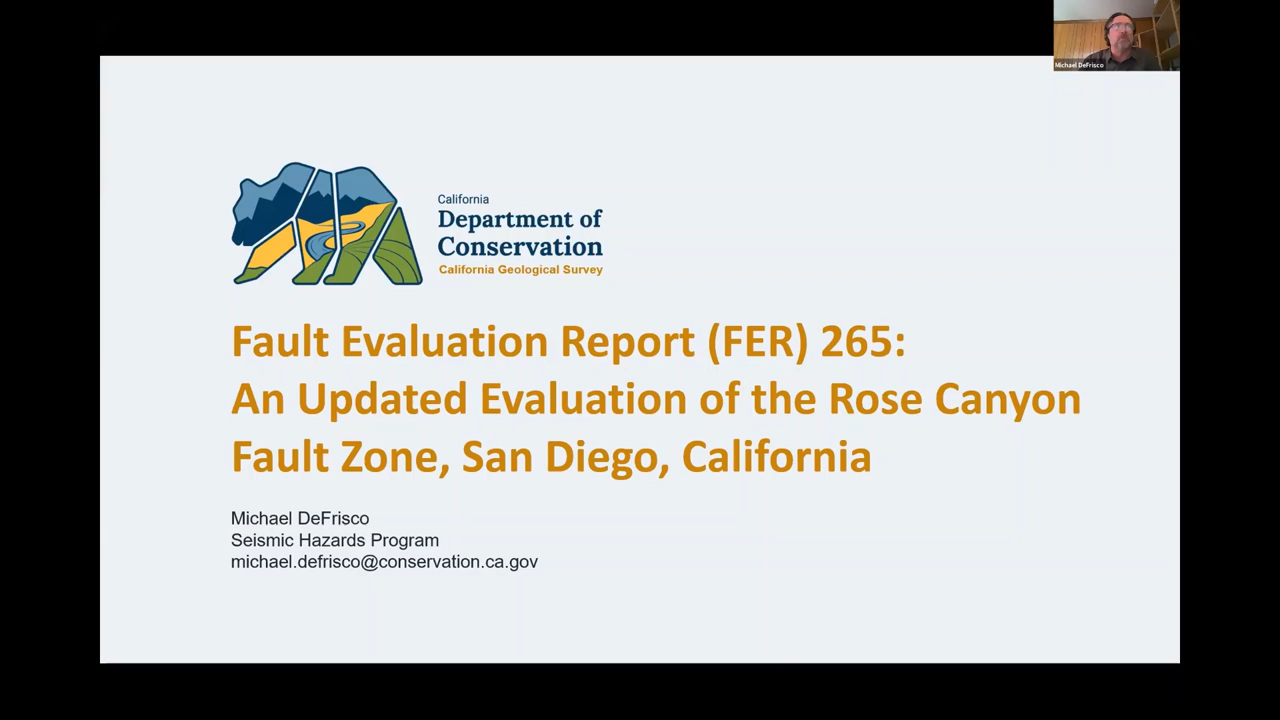 Michael DeFrisco
California
Department of
Conservation
California Geological Survey
Fault Evaluation Report (FER) 265:
An Updated Evaluation of the Rose Canyon
Fault Zone, San Diego, California
Michael DeFrisco
Seismic Hazards Program
michael.defrisco@conservation.ca.gov